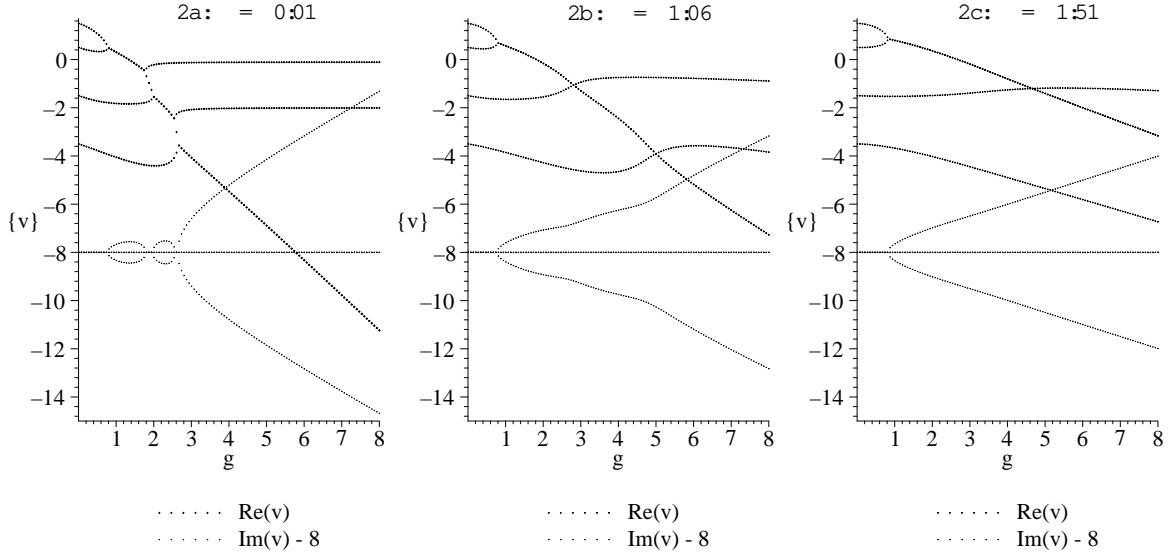 2a: = 0:01 2b: = 1:06 2c: = 1:51
0 0 0
−2 −2 −2
−4 −4 −4
−6 −6 −6
{v} {v} {v}
−8 −8 −8
−10 −10 −10
−12 −12 −12
−14 −14 −14
1 2 3 4 5 6 7 8 1 2 3 4 5 6 7 8 1 2 3 4 5 6 7 8
g g g
Re(v) Re(v) Re(v)
Im(v) - 8 Im(v) - 8 Im(v) - 8